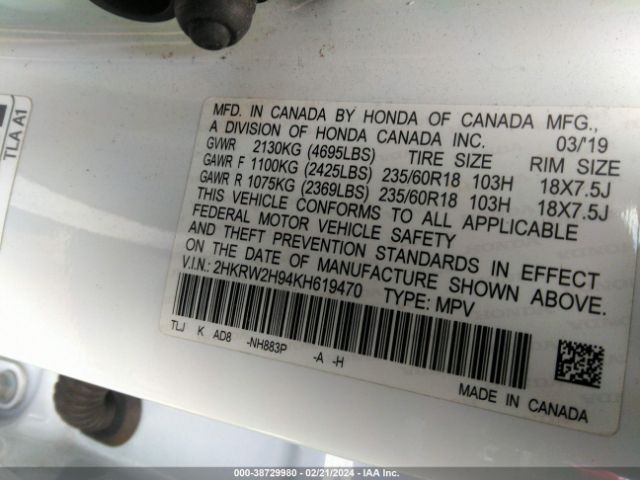 TLA A1
MFD. IN CANADA BY HONDA OF CANADA MFG.,
A DIVISION OF HONDA CANADA INC. 03/'19
GVWR 2130KG (4695LBS) TIRE SIZE RIM SIZE
GAWR F 1100KG (2425LBS) 235/60R18 103H 18X7.5J
GAWR R 1075KG (2369LBS) 235/60R18 103H 18X7.5J
THIS VEHICLE CONFORMS TO ALL APPLICABLE
FEDERAL MOTOR VEHICLE SAFETY
AND THEFT PREVENTION STANDARDS IN EFFECT
ON THE DATE OF MANUFACTURE SHOWN ABOVE.
V.I.N.: 2HKRW2H94KH619470 TYPE: MPV
TLJ K AD8 -NH883P -A -H
MADE IN CANADA
000-38729980 - 02/21/2024 - IAA Inc.